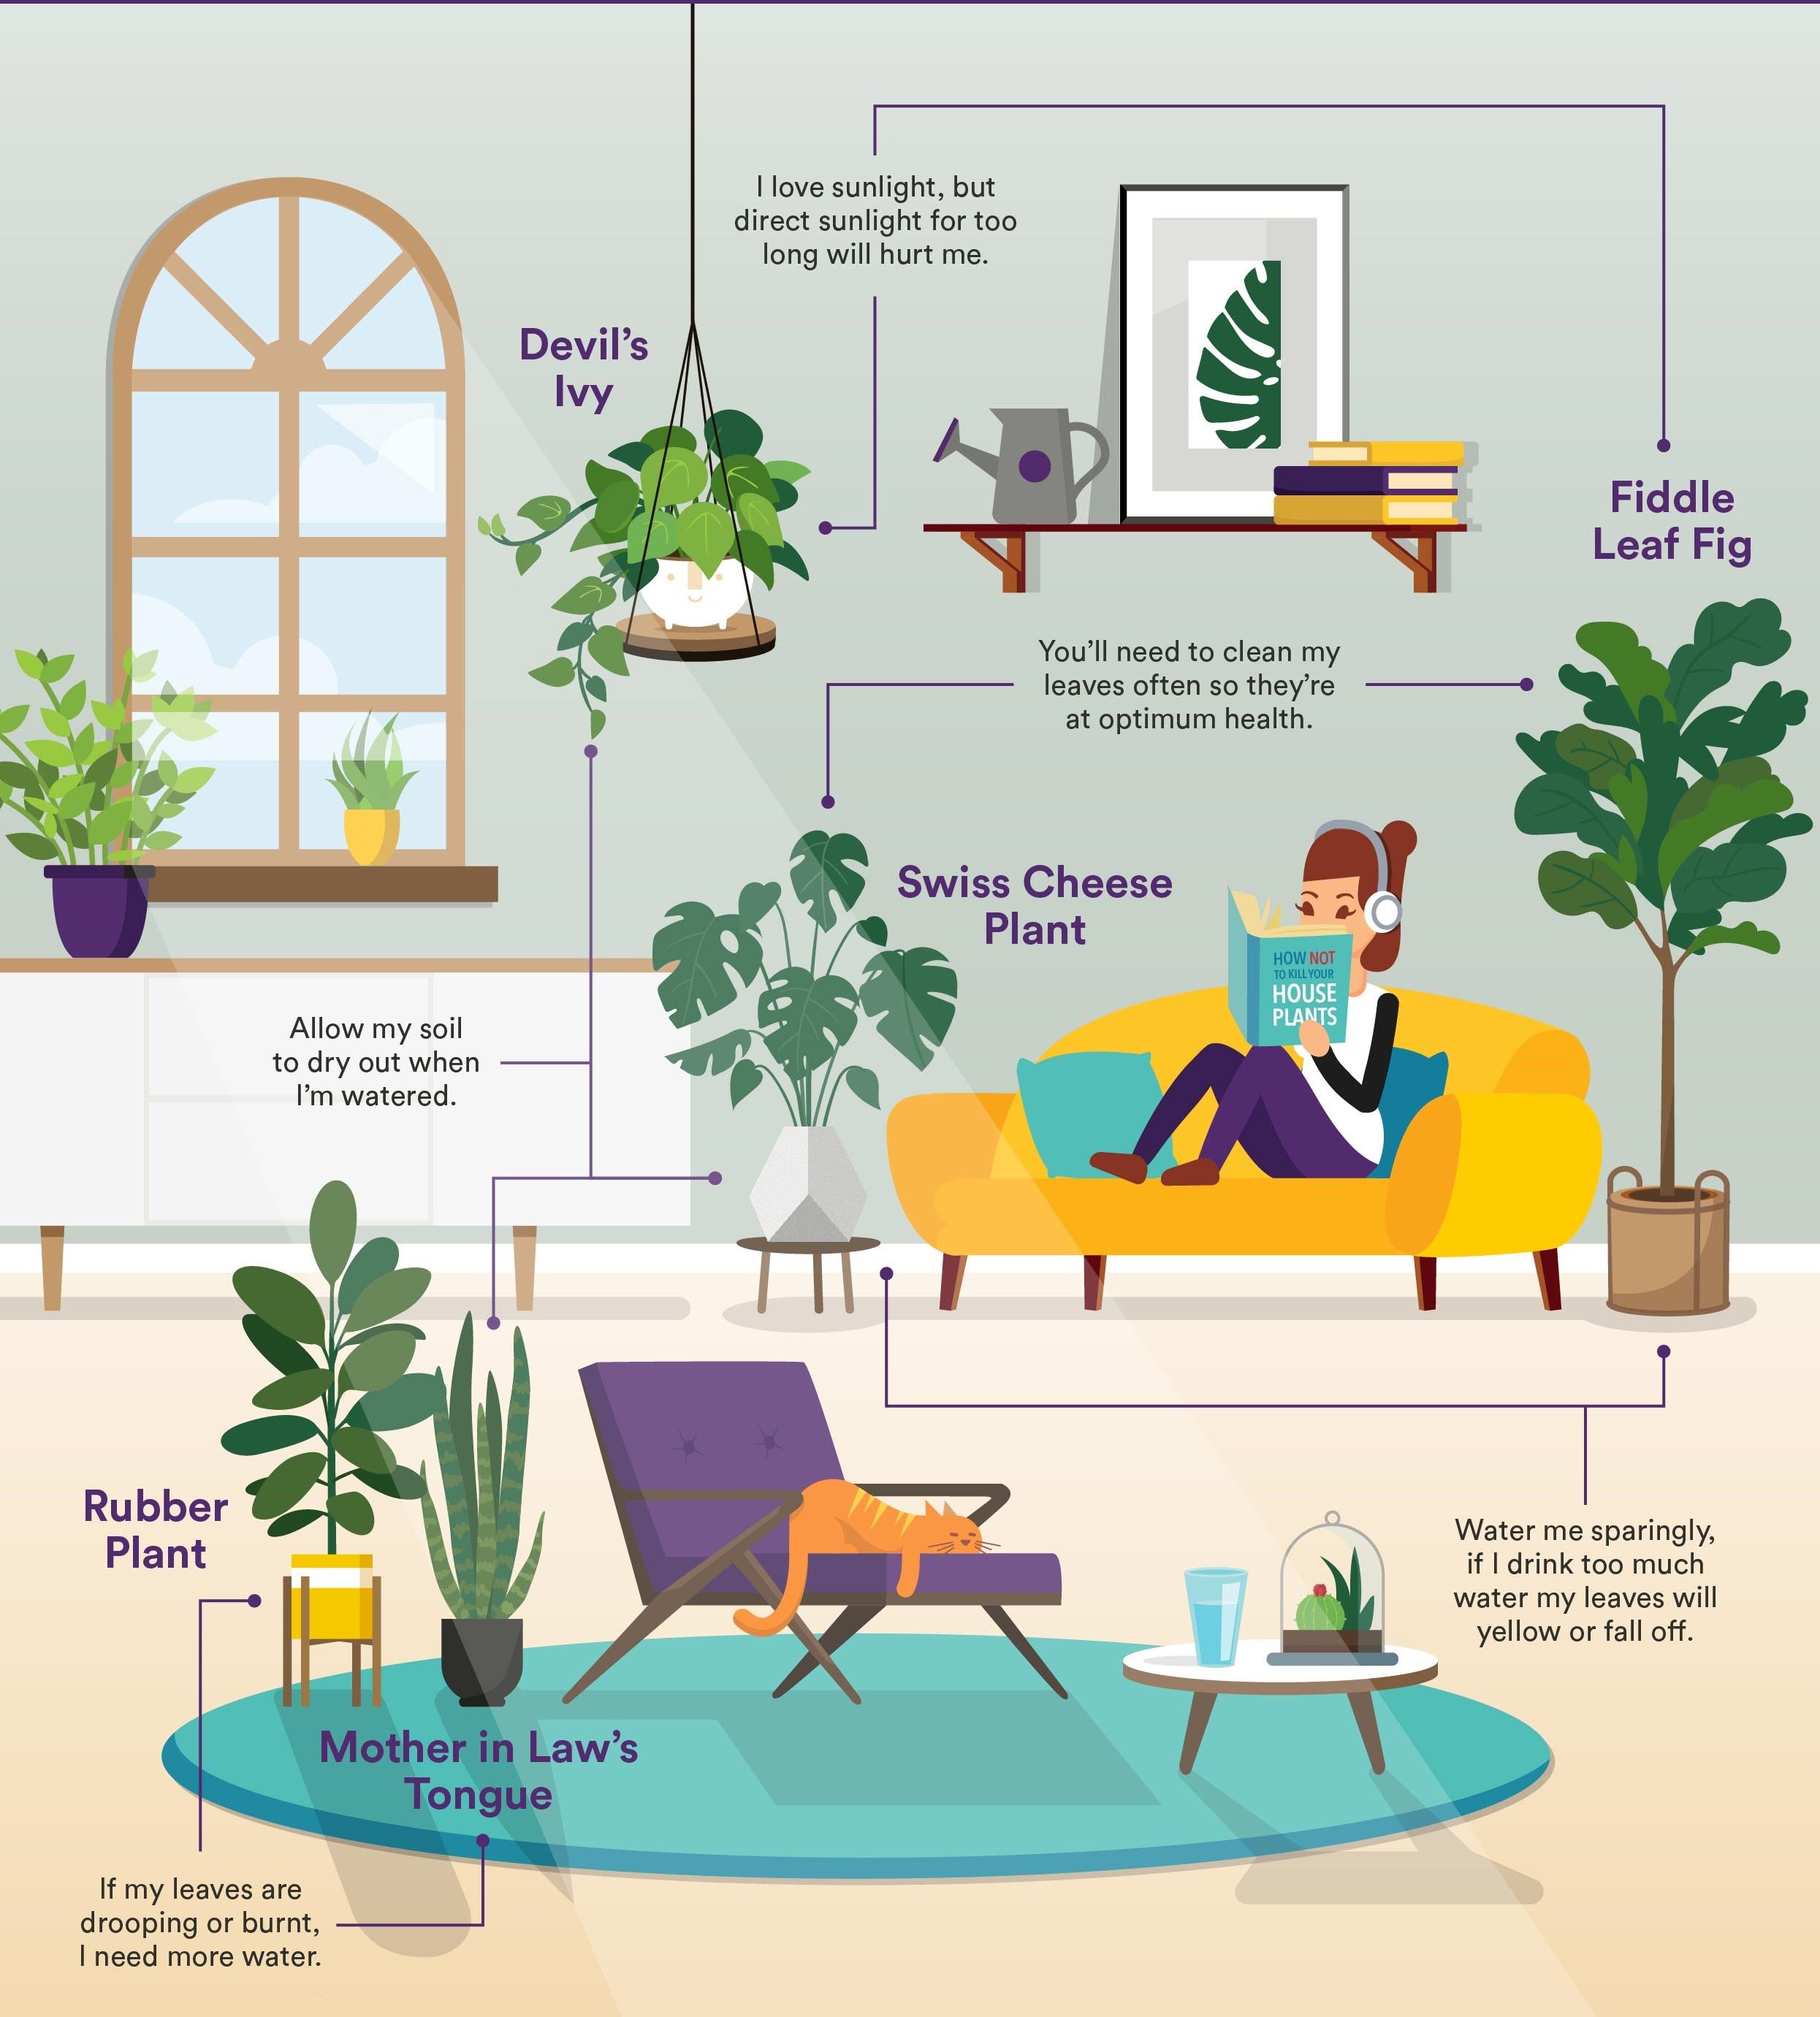 I love sunlight, but
direct sunlight for too
long will hurt me.
Devil's
Ivy
Fiddle
Leaf Fig
You'll need to clean my
leaves often so they're
at optimum health.
Swiss Cheese
Plant
HOW NOT
TO KILL YOUR
HOUSE
PLANTS
Allow my soil
to dry out when
I'm watered.
Rubber
Plant
Water me sparingly,
if I drink too much
water my leaves will
yellow or fall off.
Mother in Law's
Tongue
If my leaves are
drooping or burnt,
I need more water.